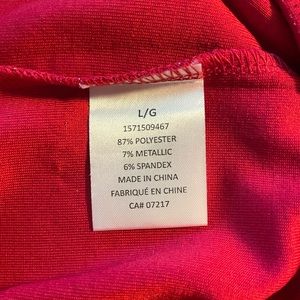 L/G
1571509467
87% POLYESTER
7% METALLIC
6% SPANDEX
MADE IN CHINA
FABRIQUÉ EN CHINE
CA# 07217